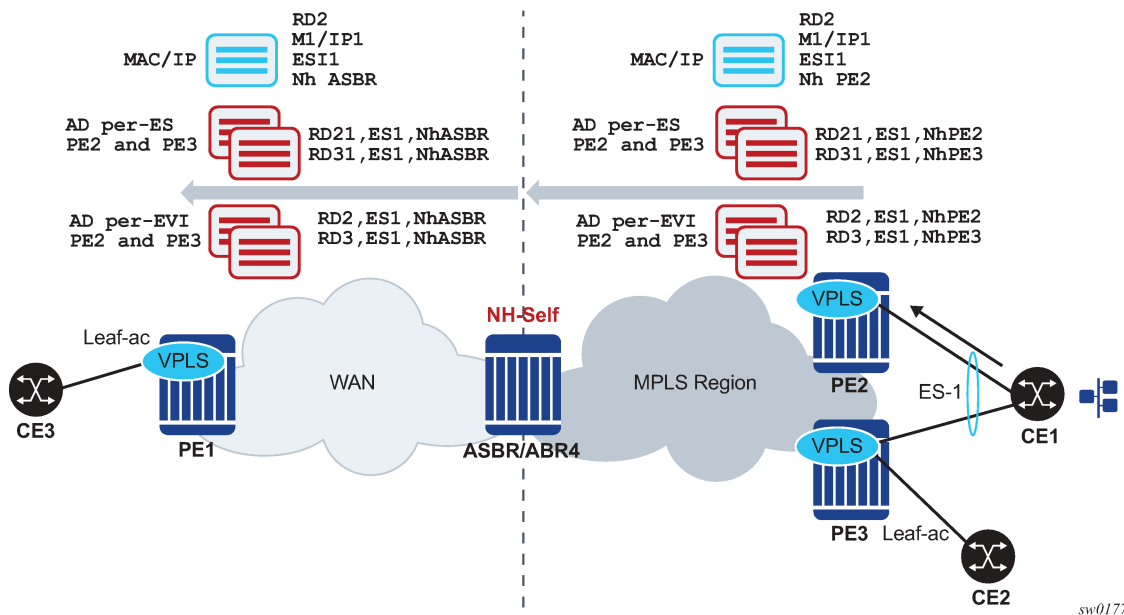 MAC/IP
RD2
M1/IP1
ESI1
Nh ASBR
MAC/IP
RD2
M1/IP1
ESI1
Nh PE2
AD per-ES
PE2 and PE3
RD21,ES1,NhASBR
RD31,ES1,NhASBR
AD per-ES
PE2 and PE3
RD21,ES1,NhPE2
RD31,ES1,NhPE3
AD per-EVI
PE2 and PE3
RD2,ES1,NhASBR
RD3,ES1,NhASBR
AD per-EVI
PE2 and PE3
RD2,ES1,NhPE2
RD3,ES1,NhPE3
NH-Self
VPLS
Leaf-ac
VPLS
WAN
MPLS Region
PE2
ES-1
CE3
PE1
ASBR/ABR4
VPLS
CE1
PE3
Leaf-ac
CE2
sw0177